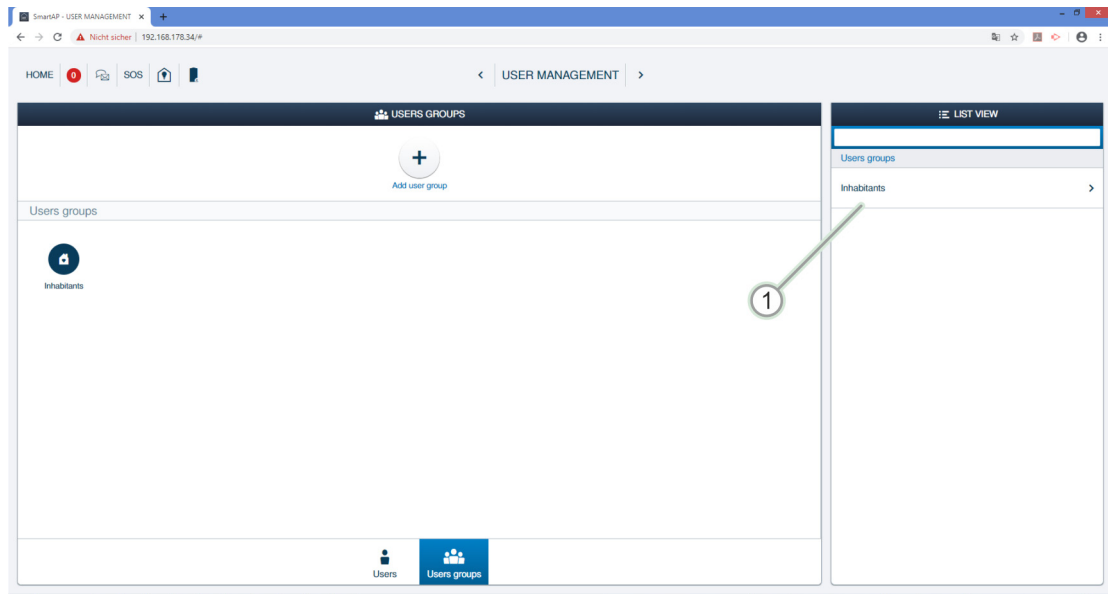 SmartAP - USER MANAGEMENT
Nicht sicher | 192.168.178.34/#
HOME 0 SOS < USER MANAGEMENT >
USERS GROUPS
LIST VIEW
+
Add user group
Users groups
Inhabitants
Users groups
Inhabitants
1
Users
Users groups